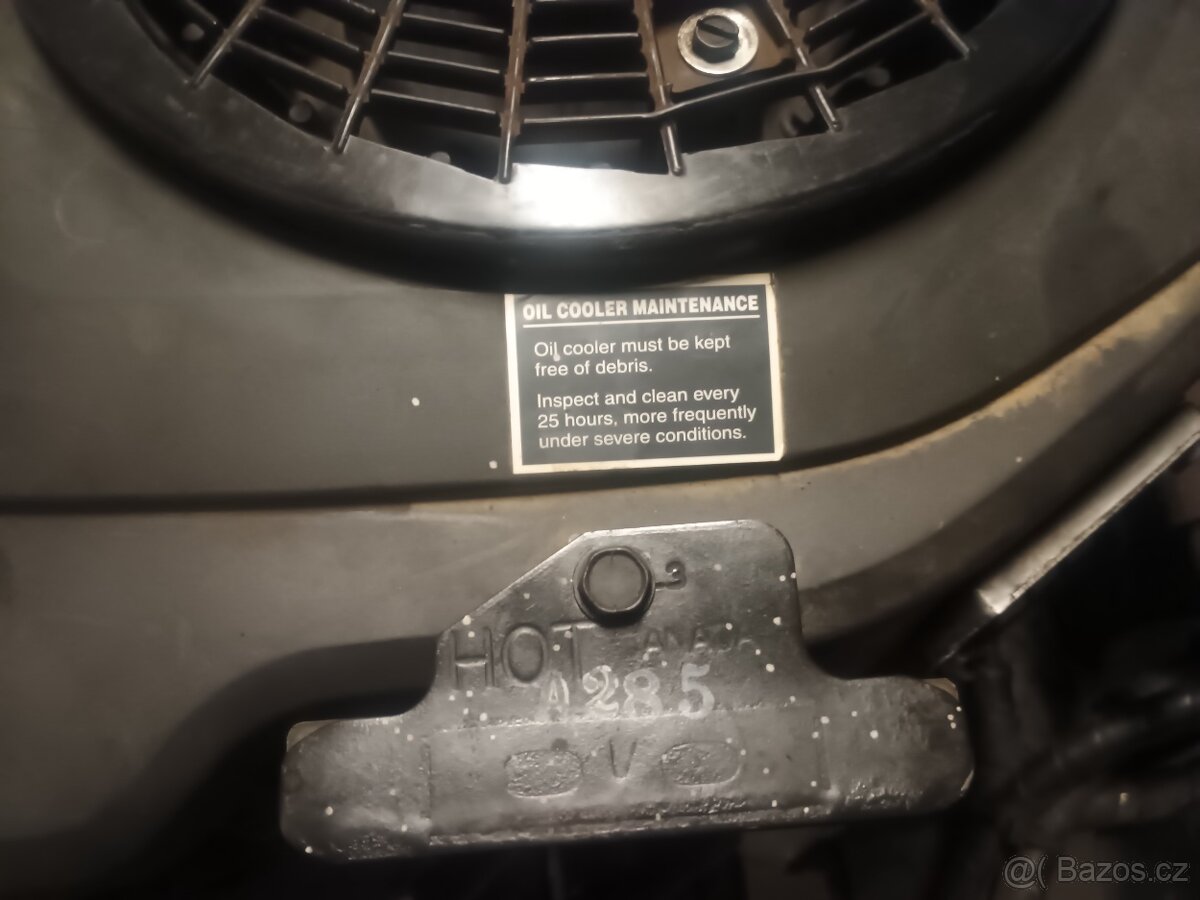 OIL COOLER MAINTENANCE
Oil cooler must be kept
free of debris.
Inspect and clean every
25 hours, more frequently
under severe conditions.
HOT
A285
V
@( Bazos.cz